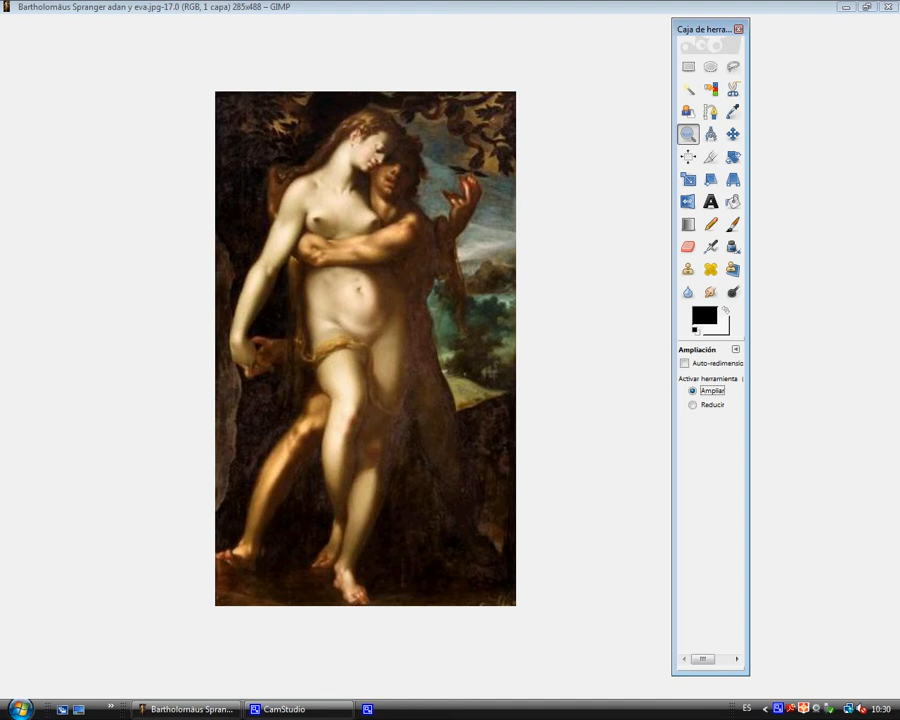 Bartholomäus Spranger adan y eva.jpg-17.0 (RGB, 1 capa) 285x488 – GIMP
Caja de herra...
Ampliación
Auto-redimensio
Activar herramienta
Ampliar
Reducir
Bartholomäus Spran...
CamStudio
ES
10:30